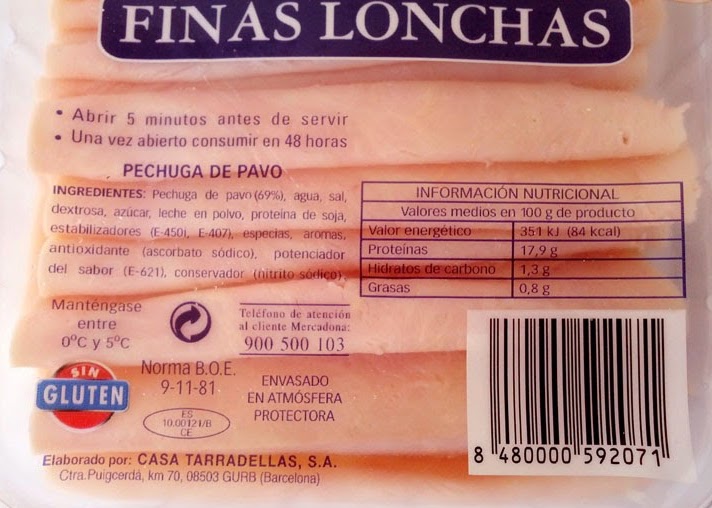 FINAS LONCHAS
• Abrir 5 minutos antes de servir
• Una vez abierto consumir en 48 horas
PECHUGA DE PAVO
INGREDIENTES: Pechuga de pavo (69%), agua, sal,
dextrosa, azúcar, leche en polvo, proteína de soja,
estabilizadores (E-450i, E-407), especias, aromas,
antioxidante (ascorbato sódico), potenciador
del sabor (E-621), conservador (nitrito sódico).
INFORMACIÓN NUTRICIONAL
Valores medios en 100 g de producto
Valor energético 351 kJ (84 kcal)
Proteínas 17,9 g
Hidratos de carbono 1,3 g
Grasas 0,8 g
Manténgase
entre
0ºC y 5ºC
Teléfono de atención
al cliente Mercadona:
900 500 103
SIN
GLUTEN
Norma B.O.E.
9-11-81
ES
10.00121/B
CE
ENVASADO
EN ATMÓSFERA
PROTECTORA
8 480000 592071
Elaborado por: CASA TARRADELLAS, S.A.
Ctra.Puigcerdà, km 70, 08503 GURB (Barcelona)